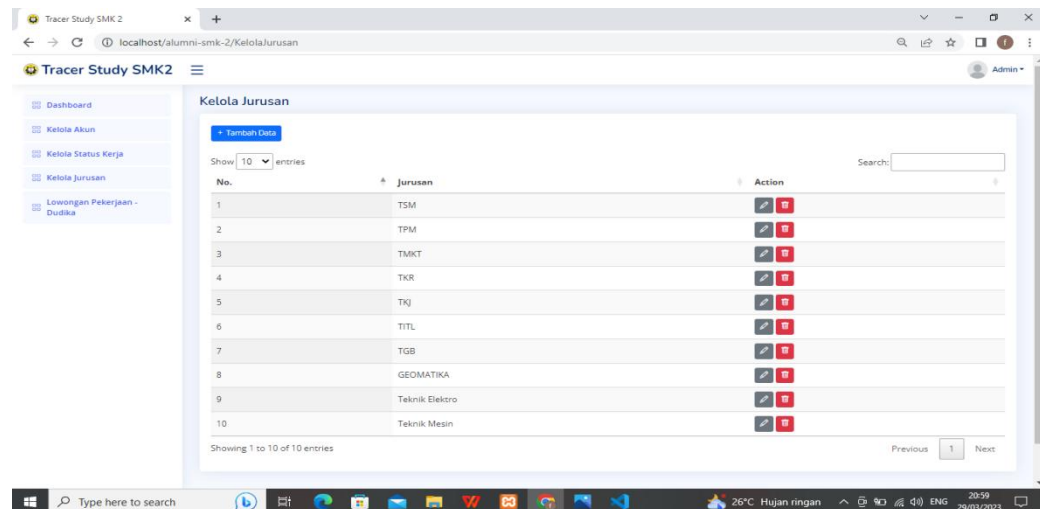 Tracer Study SMK 2
localhost/alumni-smk-2/KelolaJurusan
f
Tracer Study SMK2
Admin
Dashboard
Kelola Akun
Kelola Status Kerja
Kelola Jurusan
Lowongan Pekerjaan -
Dudika
Kelola Jurusan
+ Tambah Data
Show 10 entries
Search:
No. Jurusan Action
1 TSM
2 TPM
3 TMKT
4 TKR
5 TKJ
6 TITL
7 TGB
8 GEOMATIKA
9 Teknik Elektro
10 Teknik Mesin
Showing 1 to 10 of 10 entries
Previous 1 Next
Type here to search
26°C Hujan ringan
ENG
20:59
29/03/2023